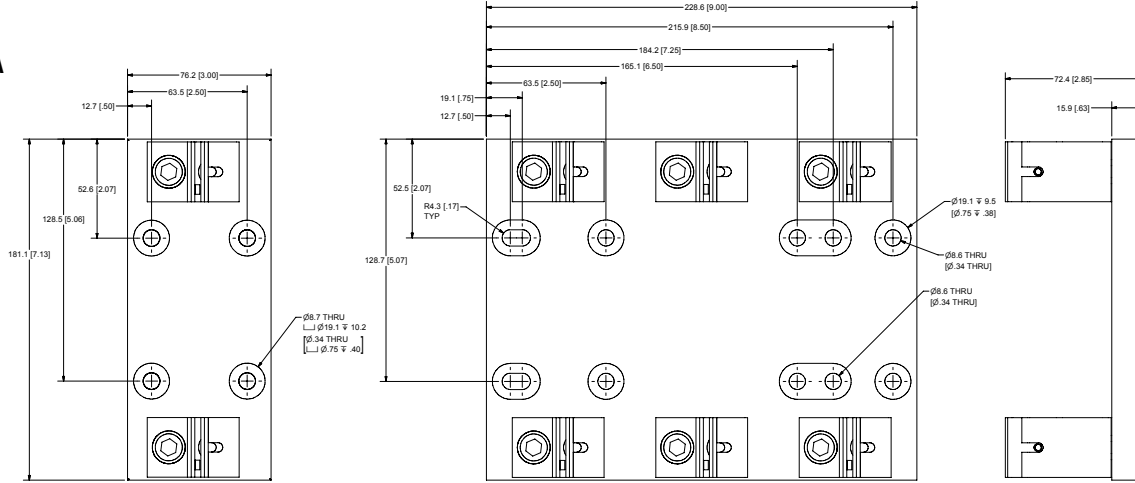 228.6 [9.00]
215.9 [8.50]
184.2 [7.25]
165.1 [6.50]
76.2 [3.00]
72.4 [2.85]
63.5 [2.50]
63.5 [2.50]
19.1 [.75]
12.7 [.50]
15.9 [.63]
12.7 [.50]
52.6 [2.07]
52.5 [2.07]
R4.3 [.17]
TYP
Ø19.1 ↧ 9.5
[Ø.75 ↧ .38]
128.5 [5.06]
181.1 [7.13]
128.7 [5.07]
Ø8.6 THRU
[Ø.34 THRU]
Ø8.6 THRU
[Ø.34 THRU]
Ø8.7 THRU
⌴ Ø19.1 ↧ 10.2
[Ø.34 THRU
⌴ Ø.75 ↧ .40]